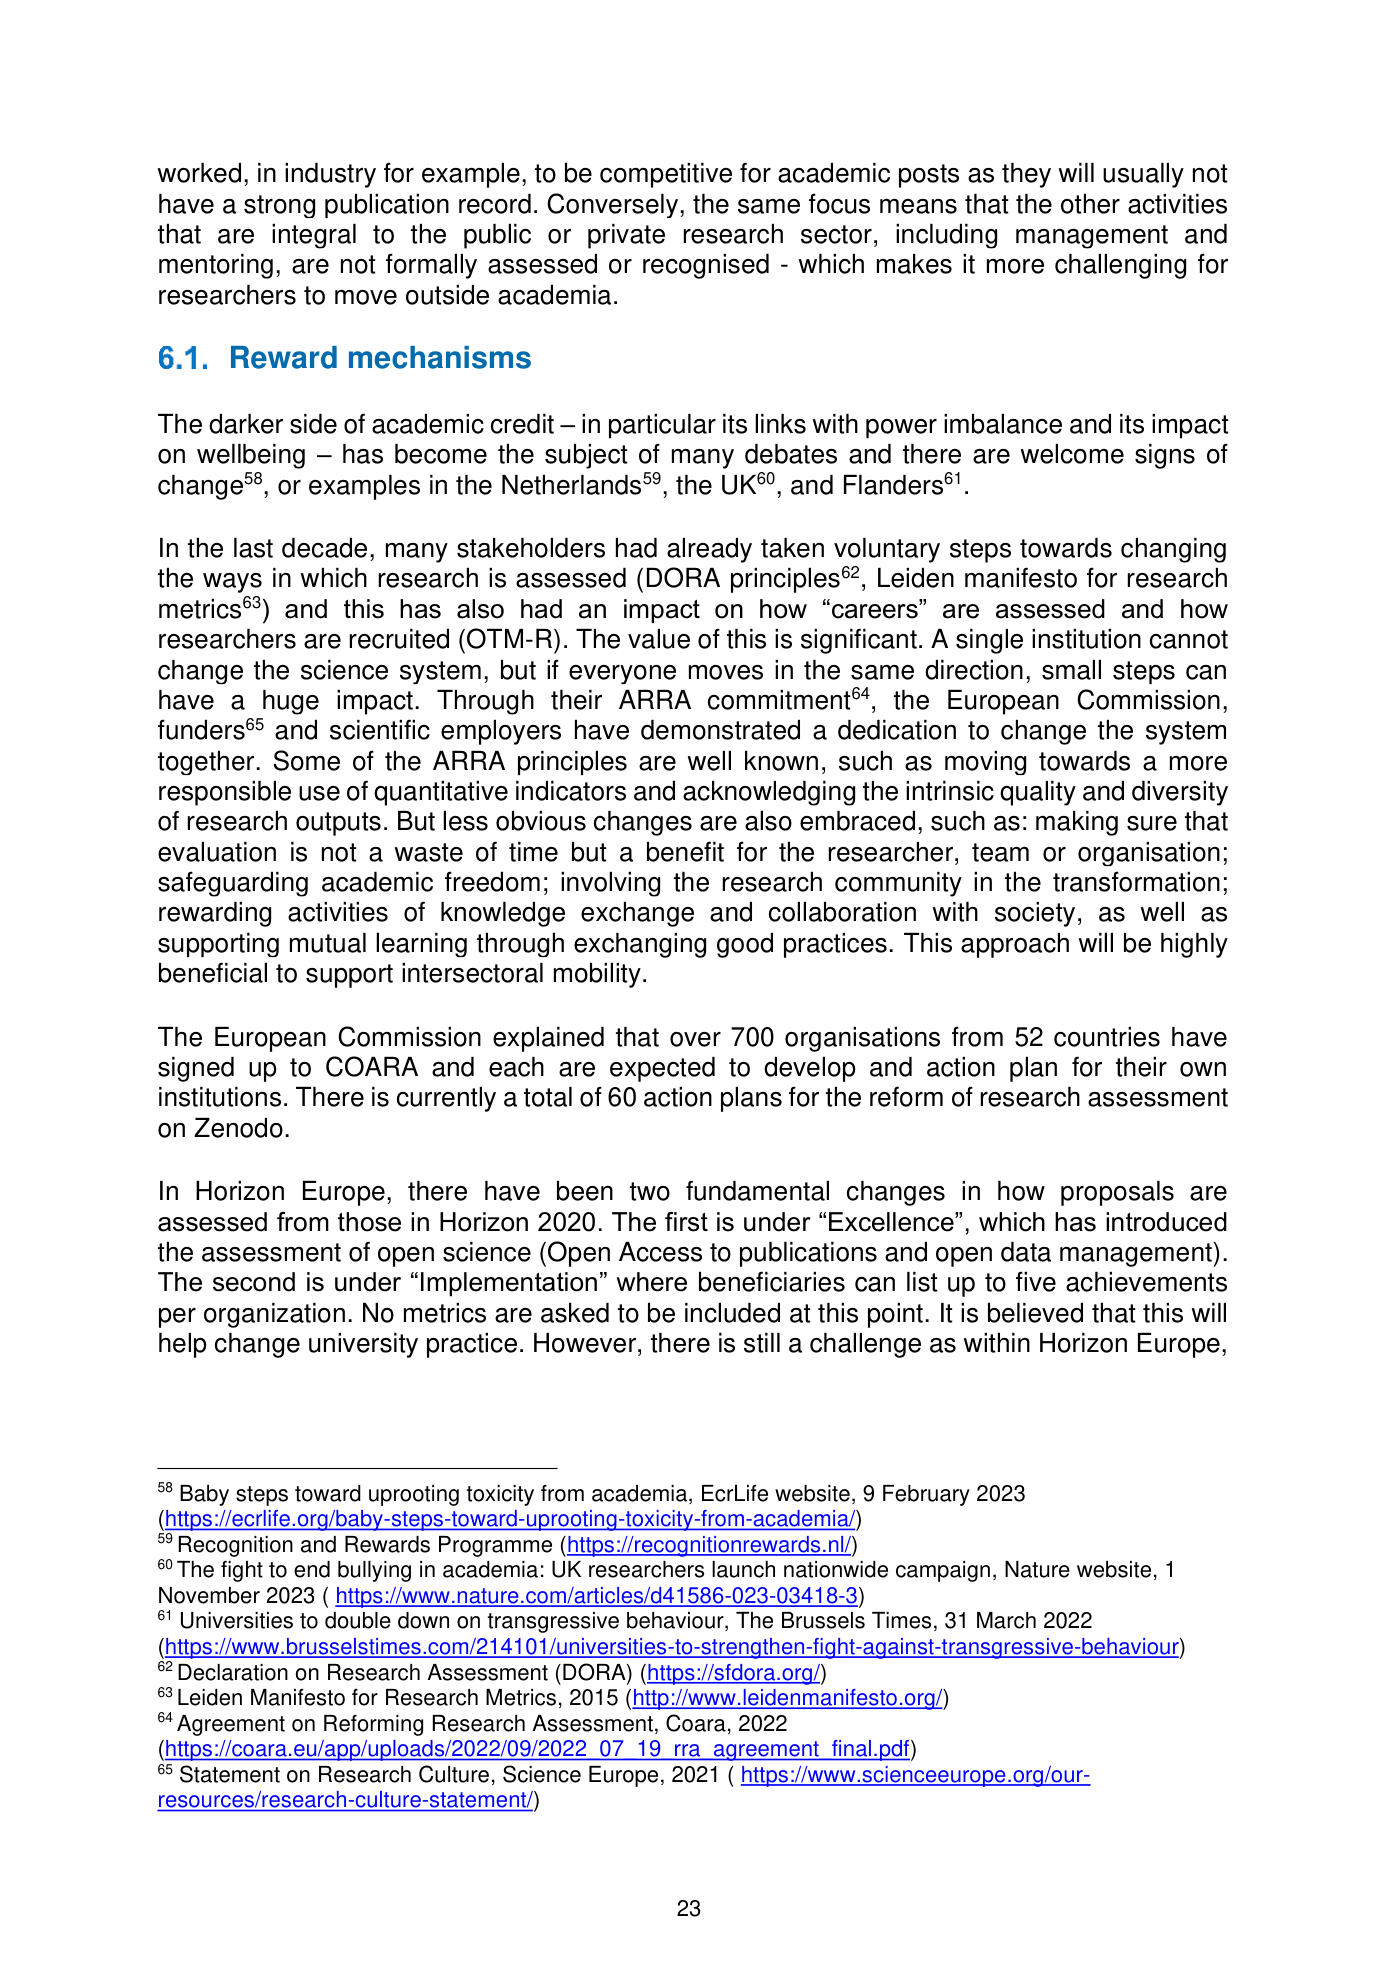 worked, in industry for example, to be competitive for academic posts as they will usually not
have a strong publication record. Conversely, the same focus means that the other activities
that are integral to the public or private research sector, including management and
mentoring, are not formally assessed or recognised - which makes it more challenging for
researchers to move outside academia.
6.1. Reward mechanisms
The darker side of academic credit – in particular its links with power imbalance and its impact
on wellbeing – has become the subject of many debates and there are welcome signs of
change58, or examples in the Netherlands59, the UK60, and Flanders61.
In the last decade, many stakeholders had already taken voluntary steps towards changing
the ways in which research is assessed (DORA principles62, Leiden manifesto for research
metrics63) and this has also had an impact on how “careers” are assessed and how
researchers are recruited (OTM-R). The value of this is significant. A single institution cannot
change the science system, but if everyone moves in the same direction, small steps can
have a huge impact. Through their ARRA commitment64, the European Commission,
funders65 and scientific employers have demonstrated a dedication to change the system
together. Some of the ARRA principles are well known, such as moving towards a more
responsible use of quantitative indicators and acknowledging the intrinsic quality and diversity
of research outputs. But less obvious changes are also embraced, such as: making sure that
evaluation is not a waste of time but a benefit for the researcher, team or organisation;
safeguarding academic freedom; involving the research community in the transformation;
rewarding activities of knowledge exchange and collaboration with society, as well as
supporting mutual learning through exchanging good practices. This approach will be highly
beneficial to support intersectoral mobility.
The European Commission explained that over 700 organisations from 52 countries have
signed up to COARA and each are expected to develop and action plan for their own
institutions. There is currently a total of 60 action plans for the reform of research assessment
on Zenodo.
In Horizon Europe, there have been two fundamental changes in how proposals are
assessed from those in Horizon 2020. The first is under “Excellence”, which has introduced
the assessment of open science (Open Access to publications and open data management).
The second is under “Implementation” where beneficiaries can list up to five achievements
per organization. No metrics are asked to be included at this point. It is believed that this will
help change university practice. However, there is still a challenge as within Horizon Europe,
58 Baby steps toward uprooting toxicity from academia, EcrLife website, 9 February 2023
(https://ecrlife.org/baby-steps-toward-uprooting-toxicity-from-academia/)
59 Recognition and Rewards Programme (https://recognitionrewards.nl/)
60 The fight to end bullying in academia: UK researchers launch nationwide campaign, Nature website, 1
November 2023 ( https://www.nature.com/articles/d41586-023-03418-3)
61 Universities to double down on transgressive behaviour, The Brussels Times, 31 March 2022
(https://www.brusselstimes.com/214101/universities-to-strengthen-fight-against-transgressive-behaviour)
62 Declaration on Research Assessment (DORA) (https://sfdora.org/)
63 Leiden Manifesto for Research Metrics, 2015 (http://www.leidenmanifesto.org/)
64 Agreement on Reforming Research Assessment, Coara, 2022
(https://coara.eu/app/uploads/2022/09/2022_07_19_rra_agreement_final.pdf)
65 Statement on Research Culture, Science Europe, 2021 ( https://www.scienceeurope.org/our-
resources/research-culture-statement/)
23